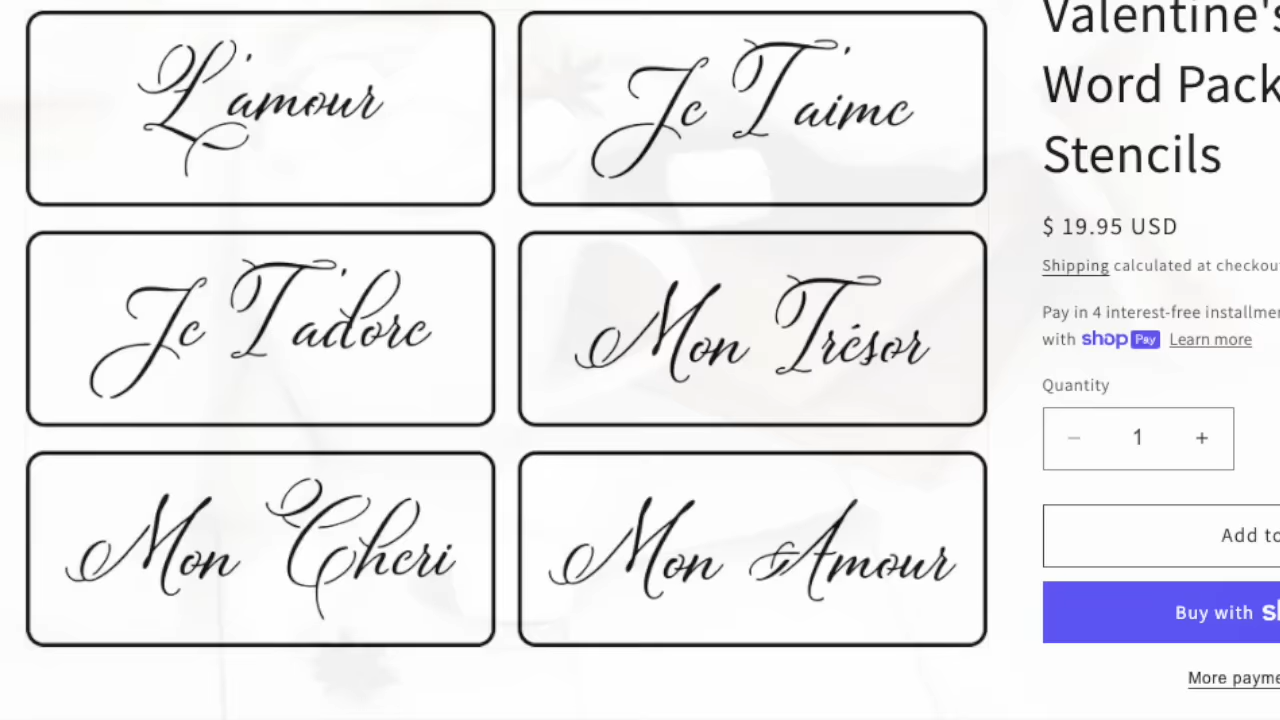 L'amour
Je T'aime
Je T'adore
Mon Trésor
Mon Cheri
Mon Amour
Valentine's
Word Pack
Stencils
$ 19.95 USD
Shipping calculated at checkou
Pay in 4 interest-free installme
with shop Pay Learn more
Quantity
− 1 +
Add to
Buy with sh
More payme